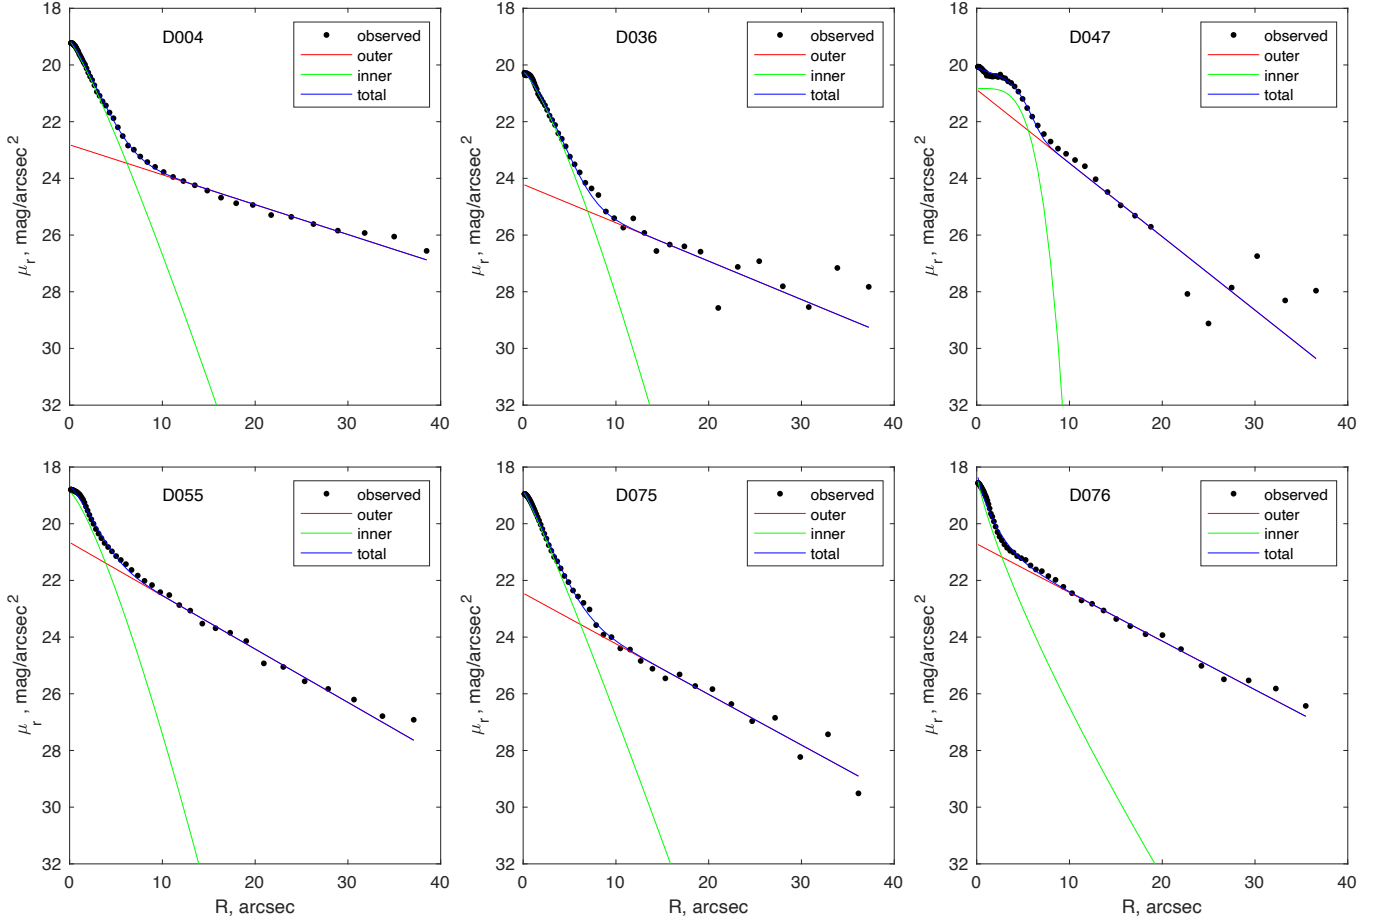 D004
observed
outer
inner
total
18
20
22
24
26
28
30
32
0
10
20
30
40
μr , mag/arcsec2
D036
observed
outer
inner
total
18
20
22
24
26
28
30
32
0
10
20
30
40
μr , mag/arcsec2
D047
observed
outer
inner
total
18
20
22
24
26
28
30
32
0
10
20
30
40
μr , mag/arcsec2
D055
observed
outer
inner
total
18
20
22
24
26
28
30
32
0
10
20
30
40
μr , mag/arcsec2
R, arcsec
D075
observed
outer
inner
total
18
20
22
24
26
28
30
32
0
10
20
30
40
μr , mag/arcsec2
R, arcsec
D076
observed
outer
inner
total
18
20
22
24
26
28
30
32
0
10
20
30
40
μr , mag/arcsec2
R, arcsec